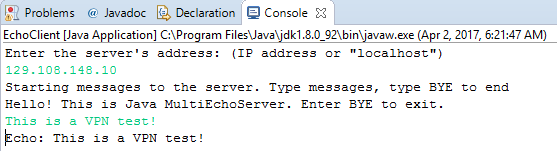 Problems @ Javadoc Declaration Console
EchoClient [Java Application] C:\Program Files\Java\jdk1.8.0_92\bin\javaw.exe (Apr 2, 2017, 6:21:47 AM)
Enter the server's address: (IP address or "localhost")
129.108.148.10
Starting messages to the server. Type messages, type BYE to end
Hello! This is Java MultiEchoServer. Enter BYE to exit.
This is a VPN test!
Echo: This is a VPN test!